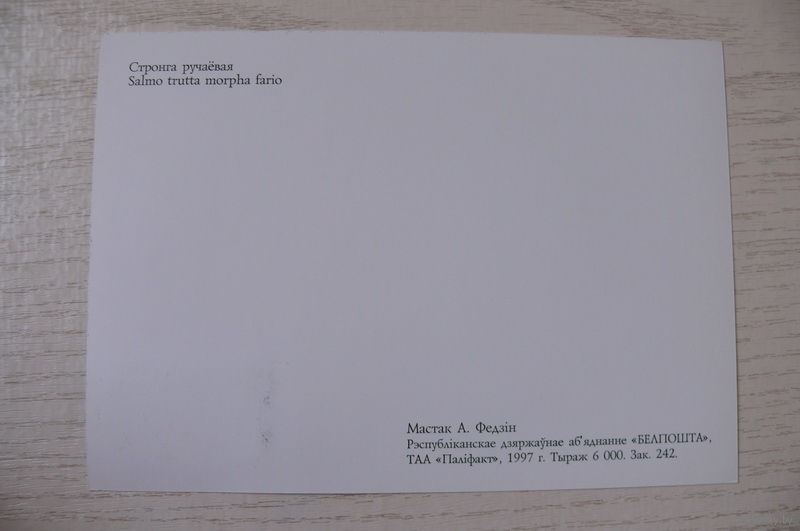 Стронга ручаёвая
Salmo trutta morpha fario
Мастак А. Федзін
Рэспубліканскае дзяржаўнае аб'яднанне «БЕЛПОШТА»,
ТАА «Паліфакт», 1997 г. Тыраж 6 000. Зак. 242.